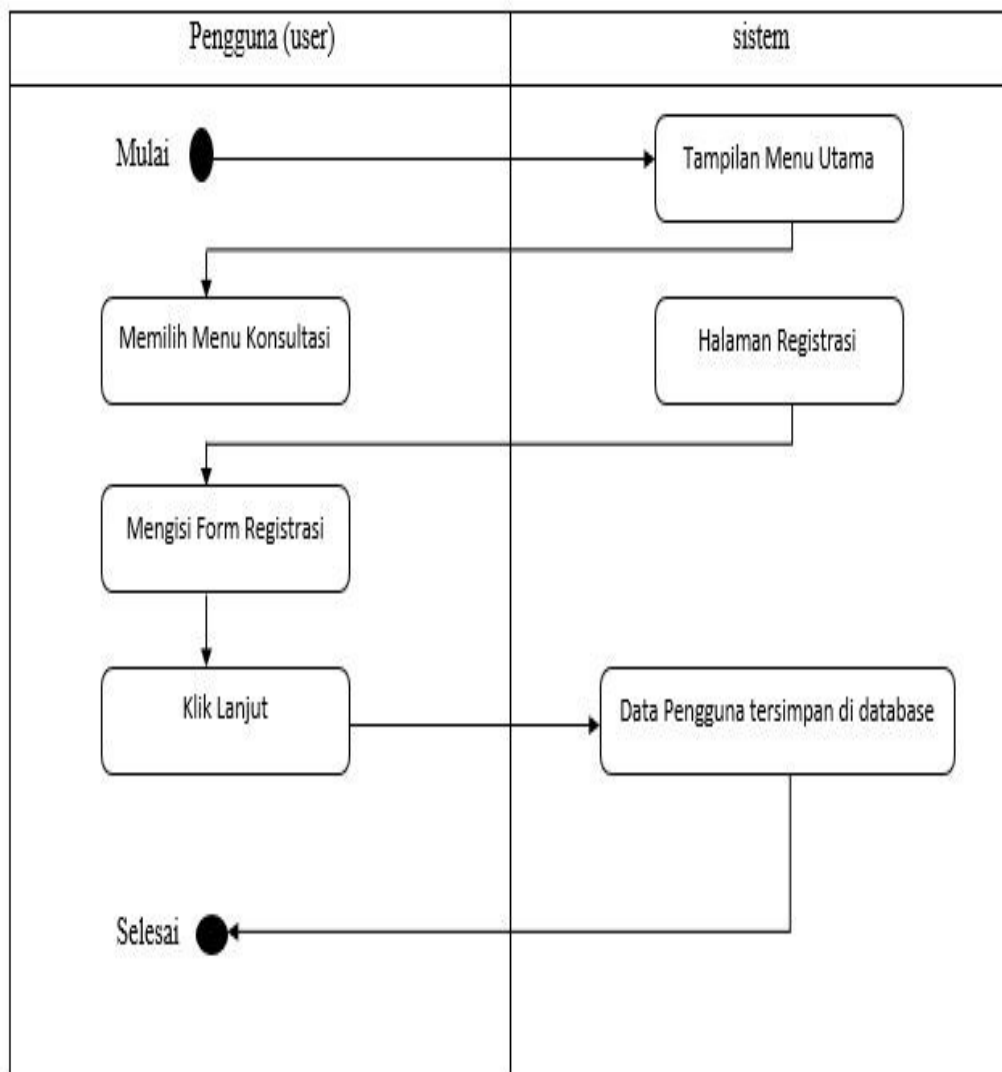 Pengguna (user)
sistem
Mulai
Tampilan Menu Utama
Memilih Menu Konsultasi
Halaman Registrasi
Mengisi Form Registrasi
Klik Lanjut
Data Pengguna tersimpan di database
Selesai